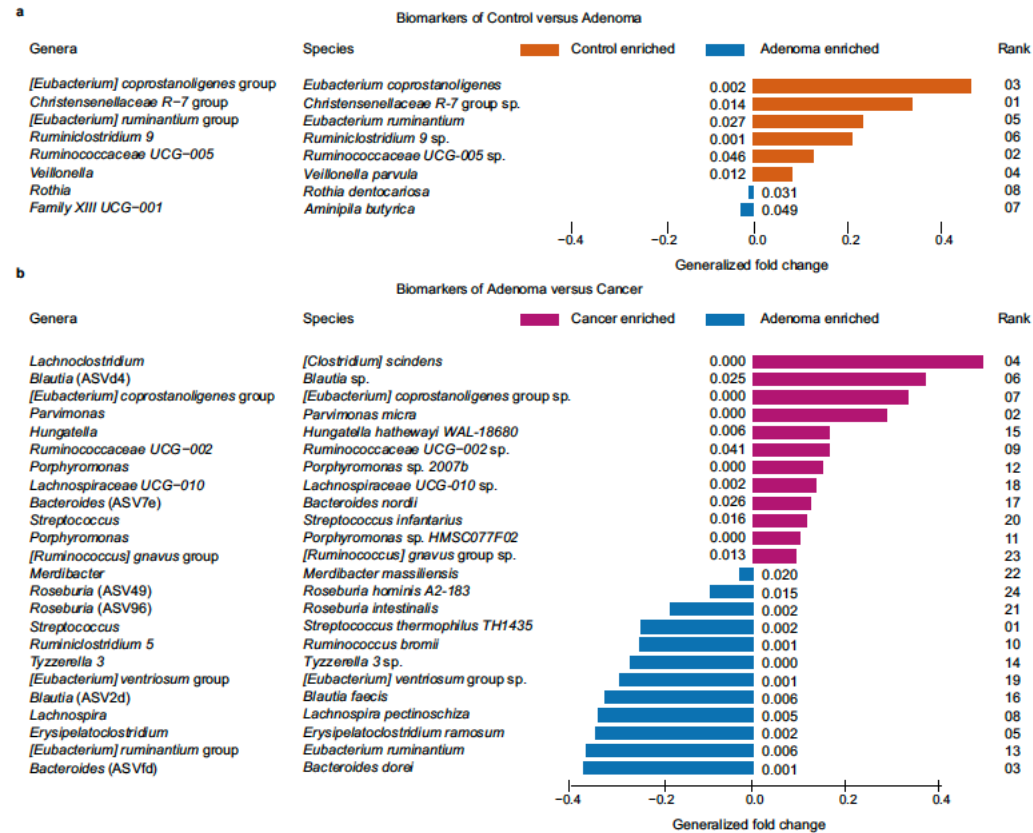 a
Biomarkers of Control versus Adenoma
Genera Species Control enriched Adenoma enriched Rank
[Eubacterium] coprostanoligenes group Eubacterium coprostanoligenes 0.002 03
Christensenellaceae R−7 group Christensenellaceae R-7 group sp. 0.014 01
[Eubacterium] ruminantium group Eubacterium ruminantium 0.027 05
Ruminiclostridium 9 Ruminiclostridium 9 sp. 0.001 06
Ruminococcaceae UCG−005 Ruminococcaceae UCG-005 sp. 0.046 02
Veillonella Veillonella parvula 0.012 04
Rothia Rothia dentocariosa 0.031 08
Family XIII UCG−001 Aminipila butyrica 0.049 07
−0.4 −0.2 0.0 0.2 0.4
Generalized fold change
b
Biomarkers of Adenoma versus Cancer
Genera Species Cancer enriched Adenoma enriched Rank
Lachnoclostridium [Clostridium] scindens 0.000 04
Blautia (ASVd4) Blautia sp. 0.025 06
[Eubacterium] coprostanoligenes group [Eubacterium] coprostanoligenes group sp. 0.000 07
Parvimonas Parvimonas micra 0.000 02
Hungatella Hungatella hathewayi WAL-18680 0.006 15
Ruminococcaceae UCG−002 Ruminococcaceae UCG−002 sp. 0.041 09
Porphyromonas Porphyromonas sp. 2007b 0.000 12
Lachnospiraceae UCG−010 Lachnospiraceae UCG-010 sp. 0.002 18
Bacteroides (ASV7e) Bacteroides nordii 0.026 17
Streptococcus Streptococcus infantarius 0.016 20
Porphyromonas Porphyromonas sp. HMSC077F02 0.000 11
[Ruminococcus] gnavus group [Ruminococcus] gnavus group sp. 0.013 23
Merdibacter Merdibacter massiliensis 0.020 22
Roseburia (ASV49) Roseburia hominis A2-183 0.015 24
Roseburia (ASV96) Roseburia intestinalis 0.002 21
Streptococcus Streptococcus thermophilus TH1435 0.002 01
Ruminiclostridium 5 Ruminococcus bromii 0.001 10
Tyzzerella 3 Tyzzerella 3 sp. 0.000 14
[Eubacterium] ventriosum group [Eubacterium] ventriosum group sp. 0.001 19
Blautia (ASV2d) Blautia faecis 0.006 16
Lachnospira Lachnospira pectinoschiza 0.005 08
Erysipelatoclostridium Erysipelatoclostridium ramosum 0.002 05
[Eubacterium] ruminantium group Eubacterium ruminantium 0.006 13
Bacteroides (ASVfd) Bacteroides dorei 0.001 03
−0.4 −0.2 0.0 0.2 0.4
Generalized fold change